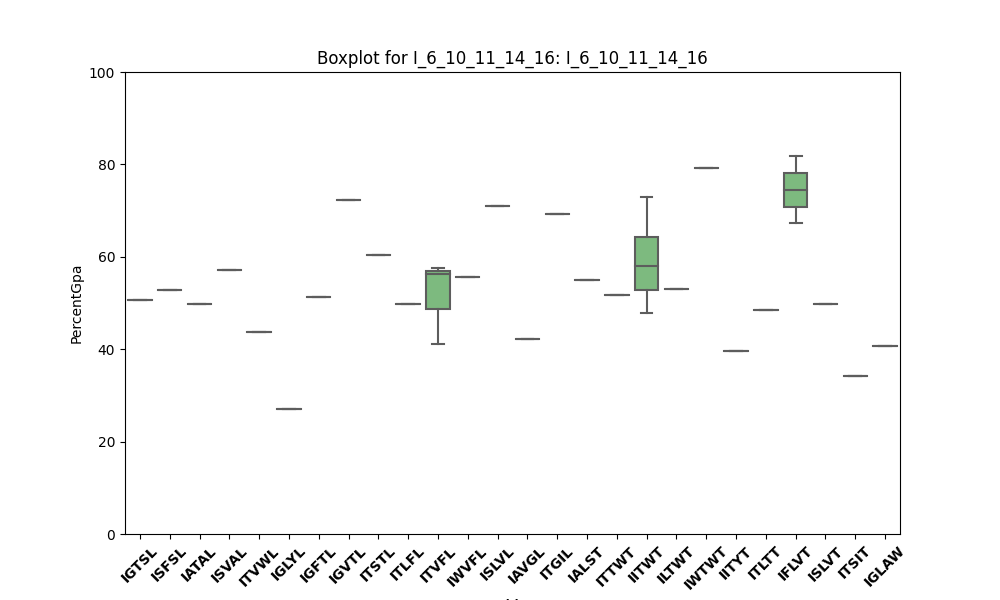 Boxplot for I_6_10_11_14_16: I_6_10_11_14_16
PercentGpa
100
80
60
40
20
0
IGTSL ISFSL IATAL ISVAL ITVWL IGLYL IGFTL IGVTL ITSTL ITLFL ITVFL IWVFL ISLVL IAVGL ITGIL IALST ITTWT IITWT ILTWT IWTWT IITYT ITLTT IFLVT ISLVT ITSIT IGLAW